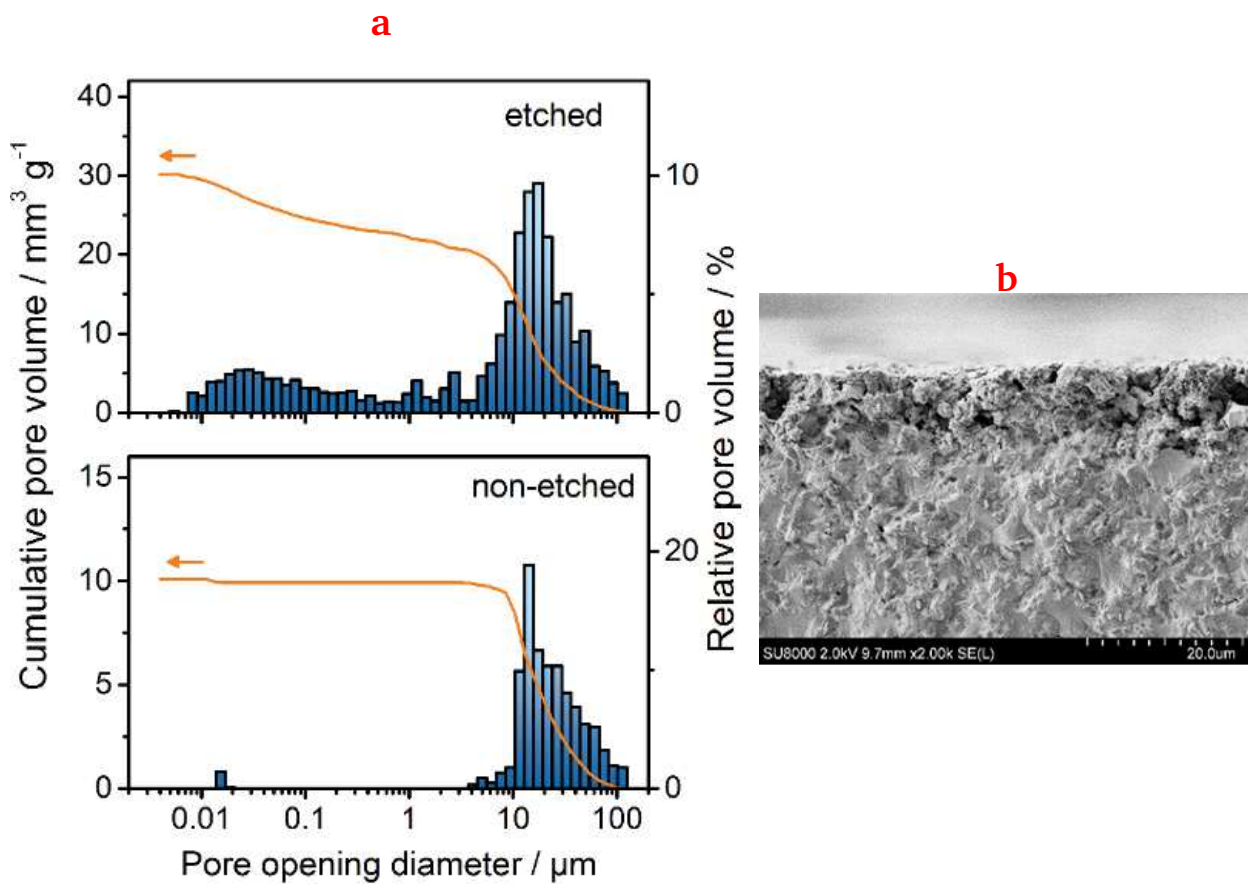 a
Cumulative pore volume / mm³ g⁻¹
40
30
20
10
0
etched
10
0
15
10
5
0
non-etched
20
0
Relative pore volume / %
0.01 0.1 1 10 100
Pore opening diameter / µm
b
SU8000 2.0kV 9.7mm x2.00k SE(L) 20.0um